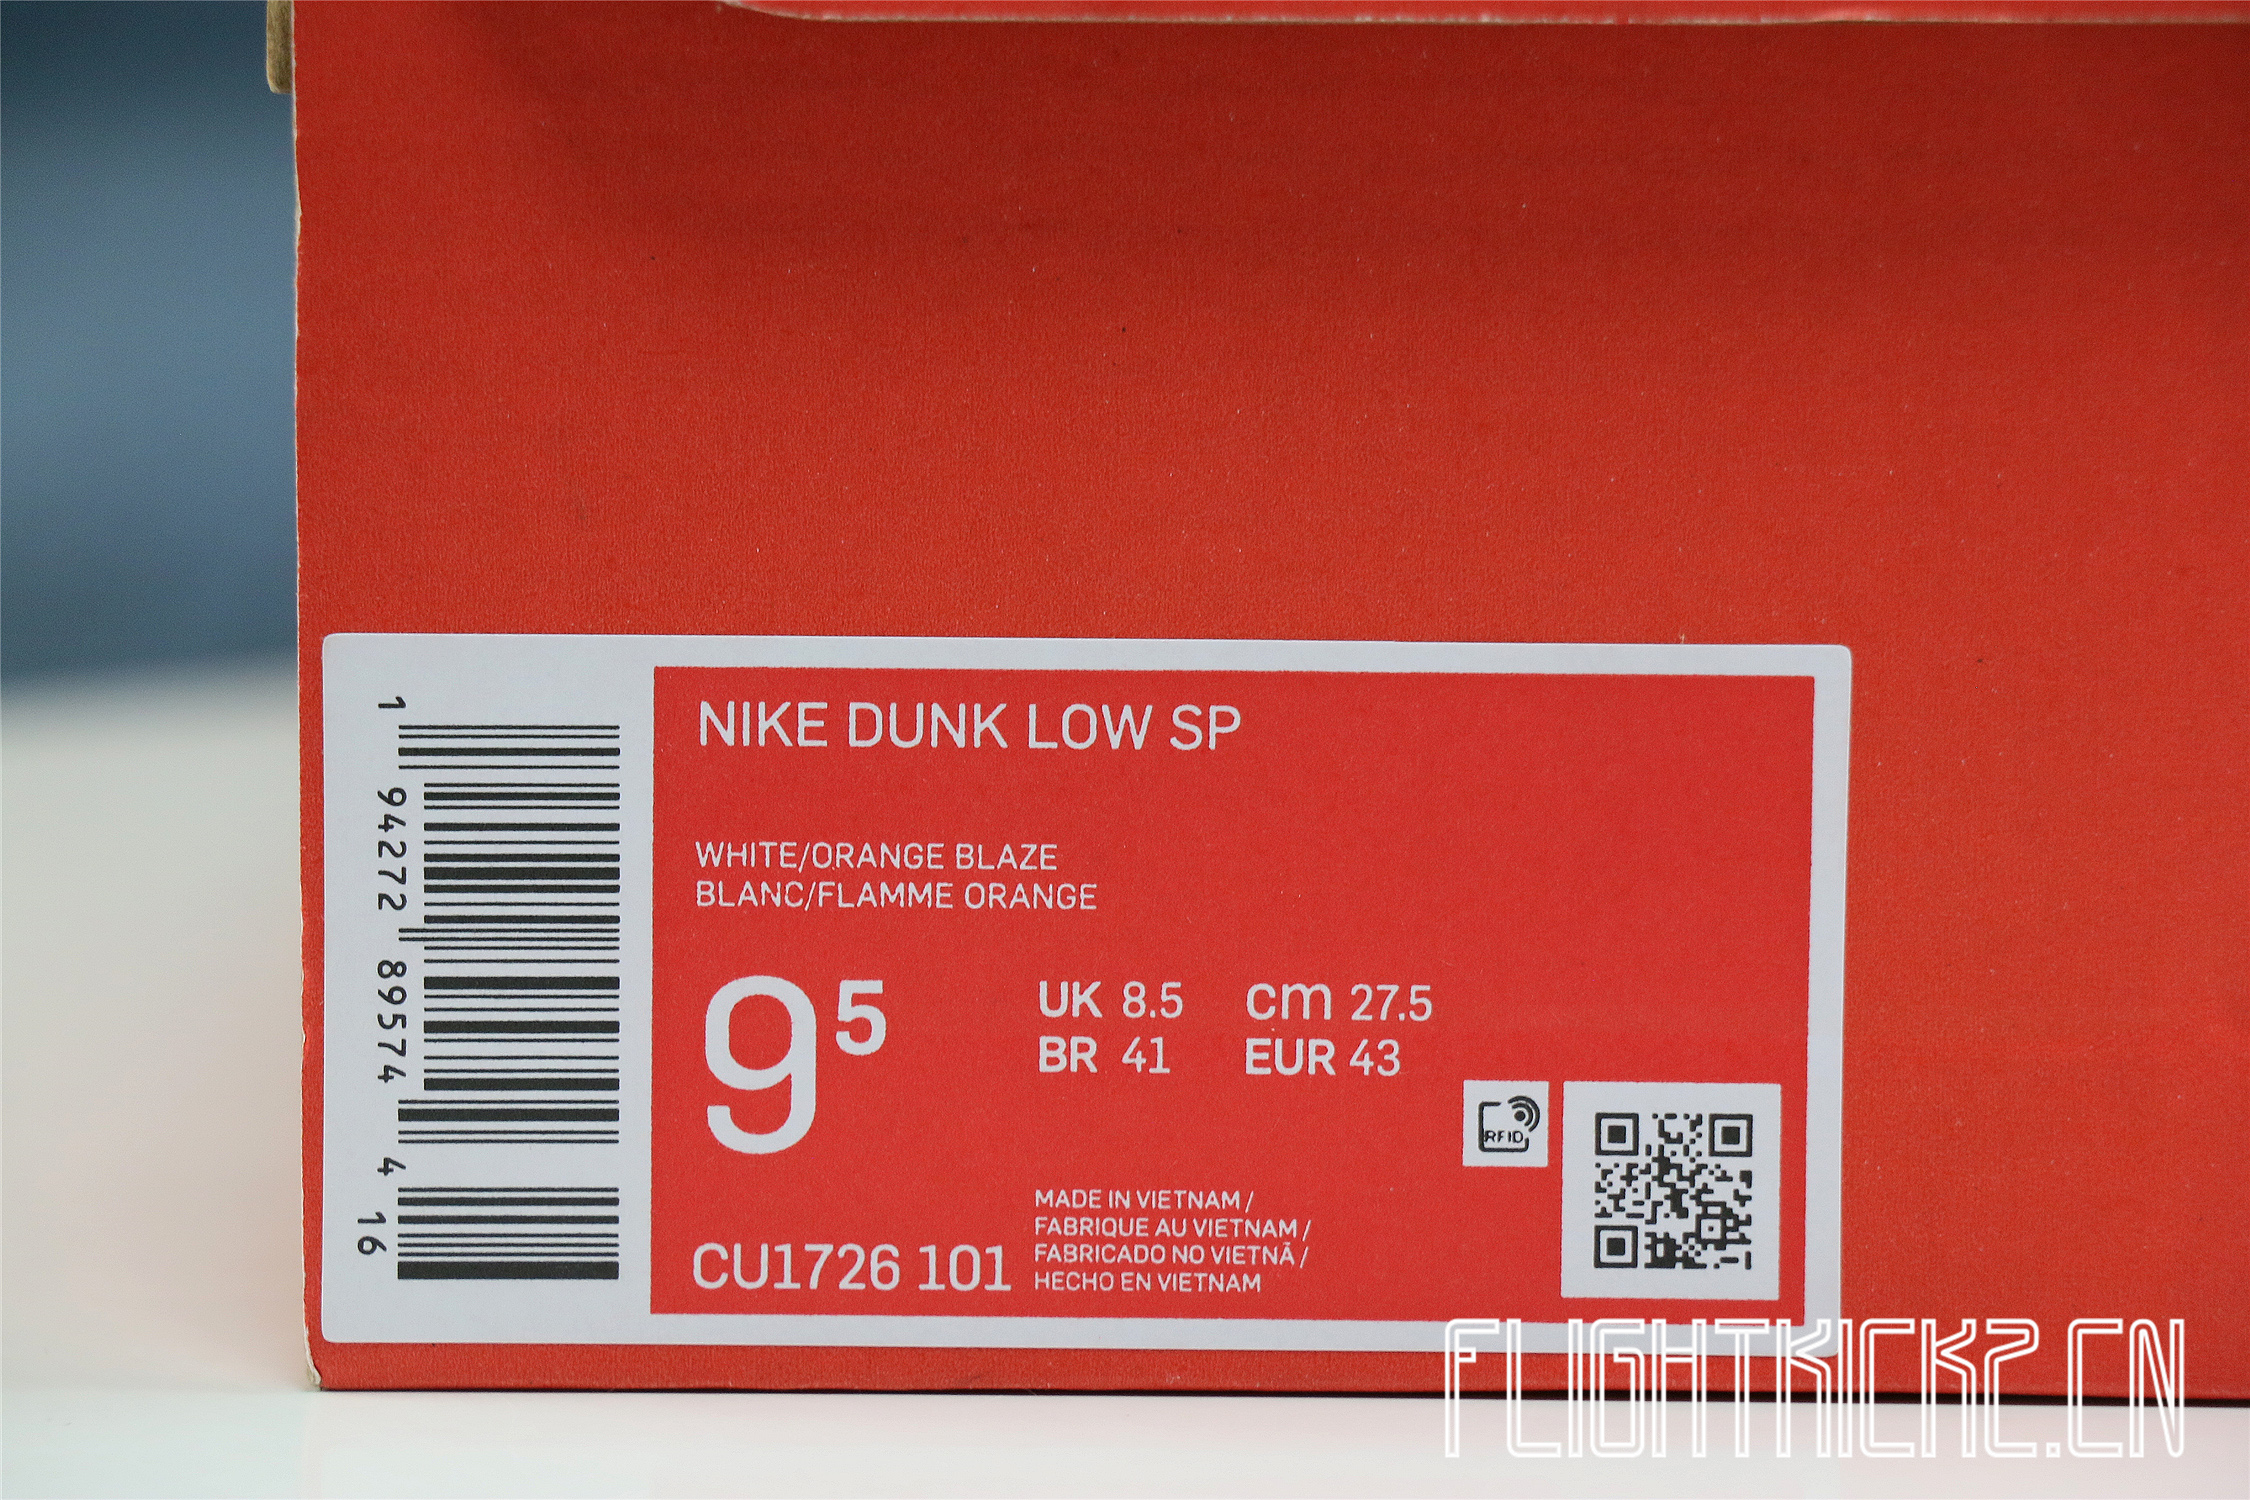 NIKE DUNK LOW SP
WHITE/ORANGE BLAZE
BLANC/FLAMME ORANGE
9 5
UK 8.5 cm 27.5
BR 41 EUR 43
RFID
CU1726 101
MADE IN VIETNAM /
FABRIQUE AU VIETNAM /
FABRICADO NO VIETNÃ /
HECHO EN VIETNAM
1 94272 89574 4 16
FLIGHTKICKZ.CN